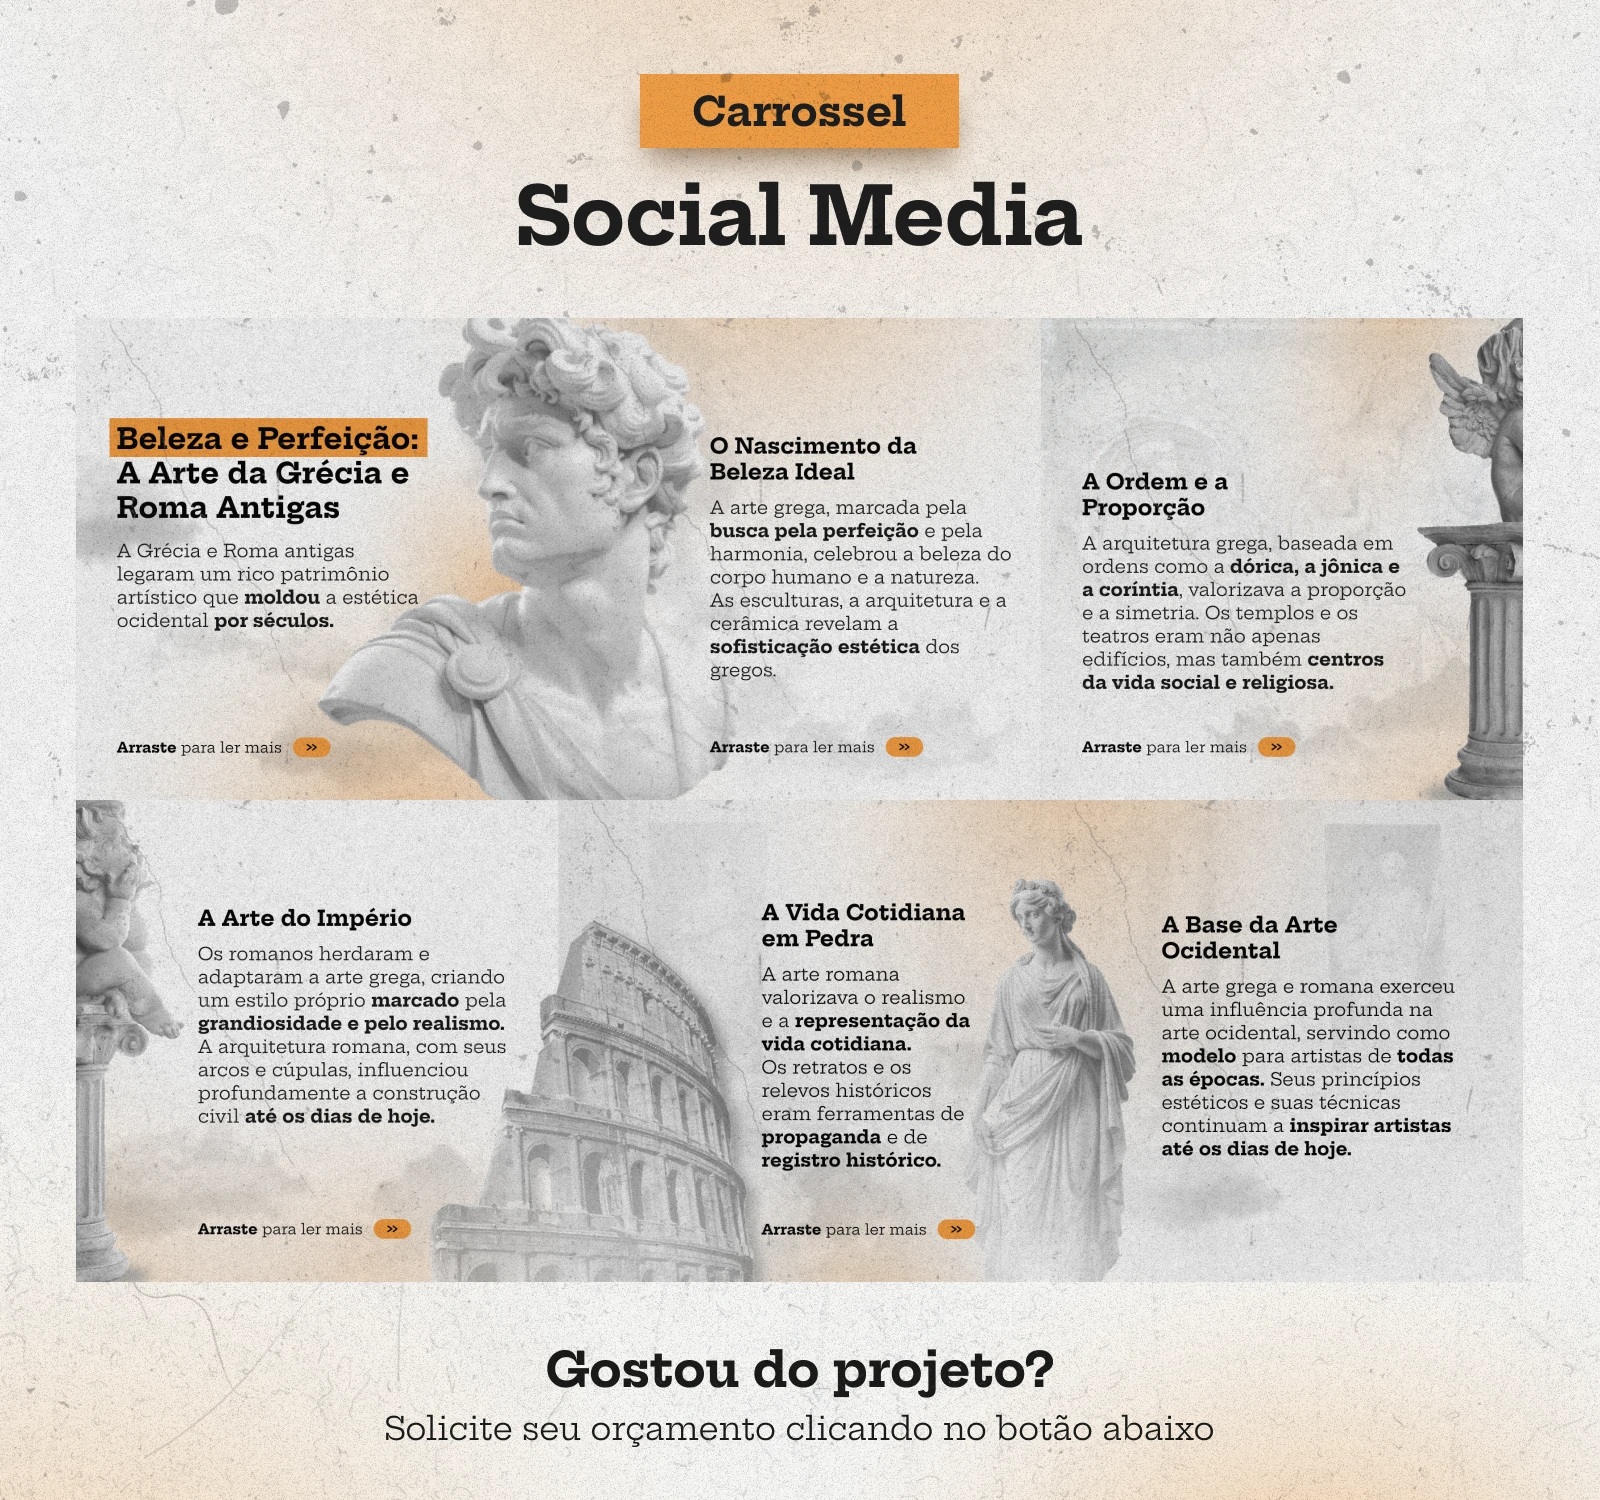 Carrossel
Social Media
Beleza e Perfeição:
A Arte da Grécia e
Roma Antigas
A Grécia e Roma antigas
legaram um rico patrimônio
artístico que moldou a estética
ocidental por séculos.
Arraste para ler mais »
O Nascimento da
Beleza Ideal
A arte grega, marcada pela
busca pela perfeição e pela
harmonia, celebrou a beleza do
corpo humano e a natureza.
As esculturas, a arquitetura e a
cerâmica revelam a
sofisticação estética dos
gregos.
Arraste para ler mais »
A Ordem e a
Proporção
A arquitetura grega, baseada em
ordens como a dórica, a jônica e
a coríntia, valorizava a proporção
e a simetria. Os templos e os
teatros eram não apenas
edifícios, mas também centros
da vida social e religiosa.
Arraste para ler mais »
A Arte do Império
Os romanos herdaram e
adaptaram a arte grega, criando
um estilo próprio marcado pela
grandiosidade e pelo realismo.
A arquitetura romana, com seus
arcos e cúpulas, influenciou
profundamente a construção
civil até os dias de hoje.
Arraste para ler mais »
A Vida Cotidiana
em Pedra
A arte romana
valorizava o realismo
e a representação da
vida cotidiana.
Os retratos e os
relevos históricos
eram ferramentas de
propaganda e de
registro histórico.
Arraste para ler mais »
A Base da Arte
Ocidental
A arte grega e romana exerceu
uma influência profunda na
arte ocidental, servindo como
modelo para artistas de todas
as épocas. Seus princípios
estéticos e suas técnicas
continuam a inspirar artistas
até os dias de hoje.
Gostou do projeto?
Solicite seu orçamento clicando no botão abaixo